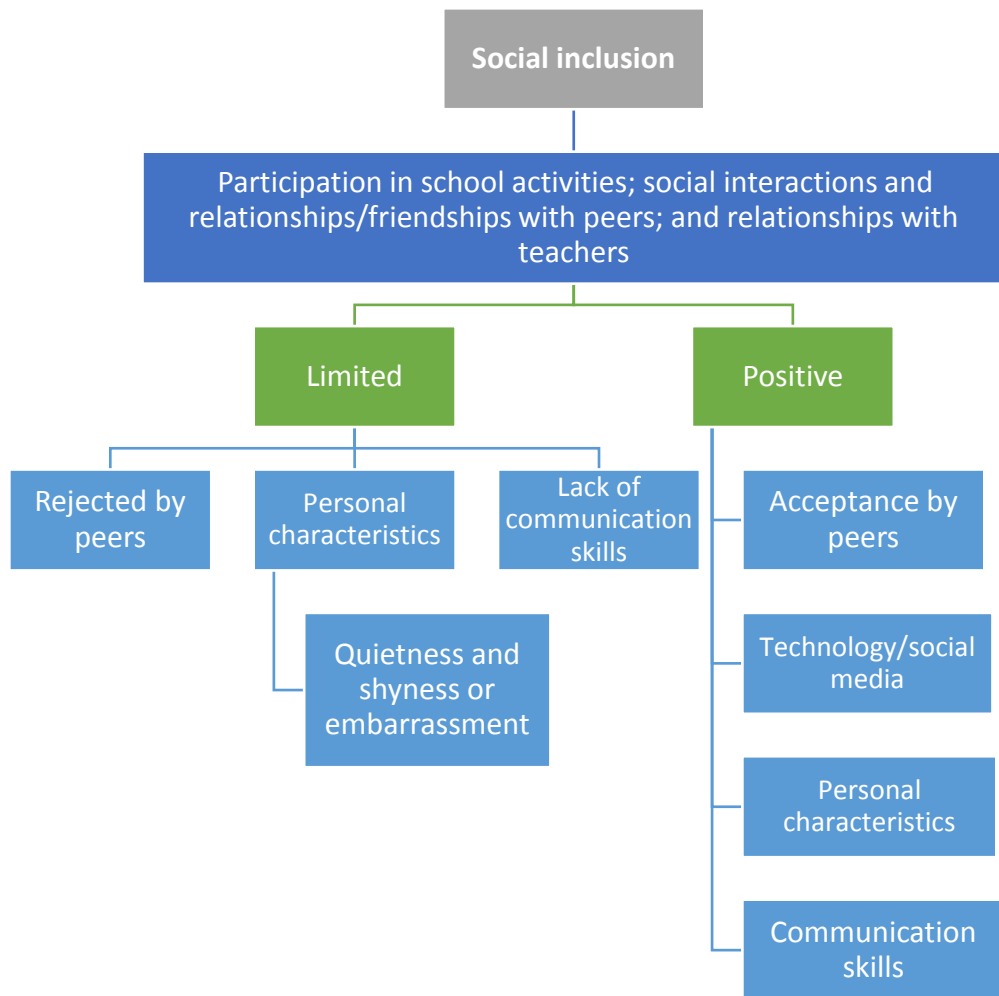 Social inclusion
Participation in school activities; social interactions and
relationships/friendships with peers; and relationships with
teachers
Limited
Positive
Rejected by
peers
Personal
characteristics
Lack of
communication
skills
Acceptance by
peers
Quietness and
shyness or
embarrassment
Technology/social
media
Personal
characteristics
Communication
skills